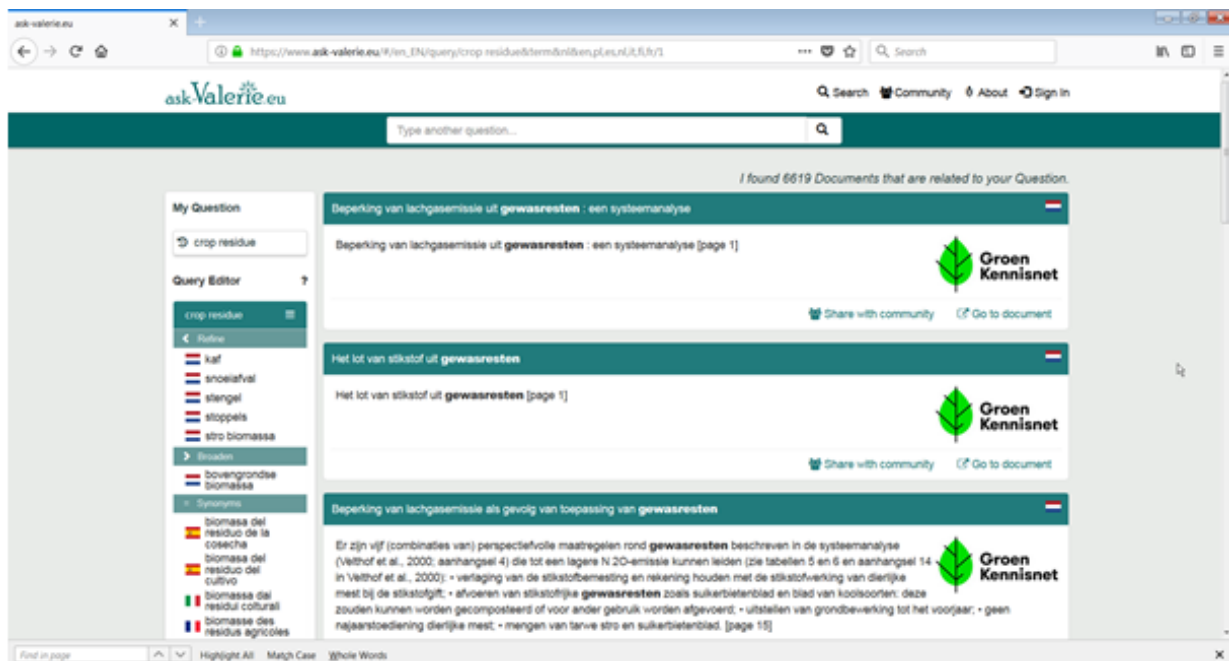 ask-valerie.eu
https://www.ask-valerie.eu/#/en_EN/query/crop residue&term&nl&en,pl,es,nl,it,fi,fr/1
Search
ask-Valerie.eu
Search Community About Sign In
Type another question...
I found 6619 Documents that are related to your Question.
My Question
crop residue
Query Editor ?
crop residue
Refine
kaf
snoeiafval
stengel
stoppels
stro biomassa
Broaden
bovengrondse
biomassa
Synonyms
biomasa del
residuo de la
cosecha
biomasa del
residuo del
cultivo
biomassa dai
residui colturali
biomasse des
residus agricoles
Beperking van lachgasemissie uit gewasresten : een systeemanalyse
Beperking van lachgasemissie uit gewasresten : een systeemanalyse [page 1]
Groen
Kennisnet
Share with community Go to document
Het lot van stikstof uit gewasresten
Het lot van stikstof uit gewasresten [page 1]
Groen
Kennisnet
Share with community Go to document
Beperking van lachgasemissie als gevolg van toepassing van gewasresten
Er zijn vijf (combinaties van) perspectiefvolle maatregelen rond gewasresten beschreven in de systeemanalyse
(Velthof et al., 2000; aanhangsel 4) die tot een lagere N 2O-emissie kunnen leiden (zie tabellen 5 en 6 en aanhangsel 14
in Velthof et al., 2000): • verlaging van de stikstofbemesting en rekening houden met de stikstofwerking van dierlijke
mest bij de stikstofgift; • afvoeren van stikstofrijke gewasresten zoals suikerbietenblad en blad van koolsoorten: deze
zouden kunnen worden gecomposteerd of voor ander gebruik worden afgevoerd; • uitstellen van grondbewerking tot het voorjaar; • geen
najaarstoediening dierlijke mest; • mengen van tarwe stro en suikerbietenblad. [page 15]
Groen
Kennisnet
Find in page Highlight All Match Case Whole Words